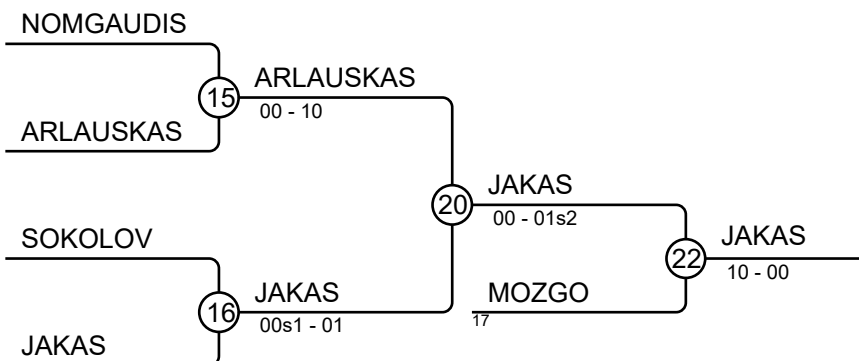 NOMGAUDIS
15
ARLAUSKAS
00 - 10
ARLAUSKAS
20
JAKAS
00 - 01s2
SOKOLOV
22
JAKAS
10 - 00
16
JAKAS
00s1 - 01
MOZGO
17
JAKAS